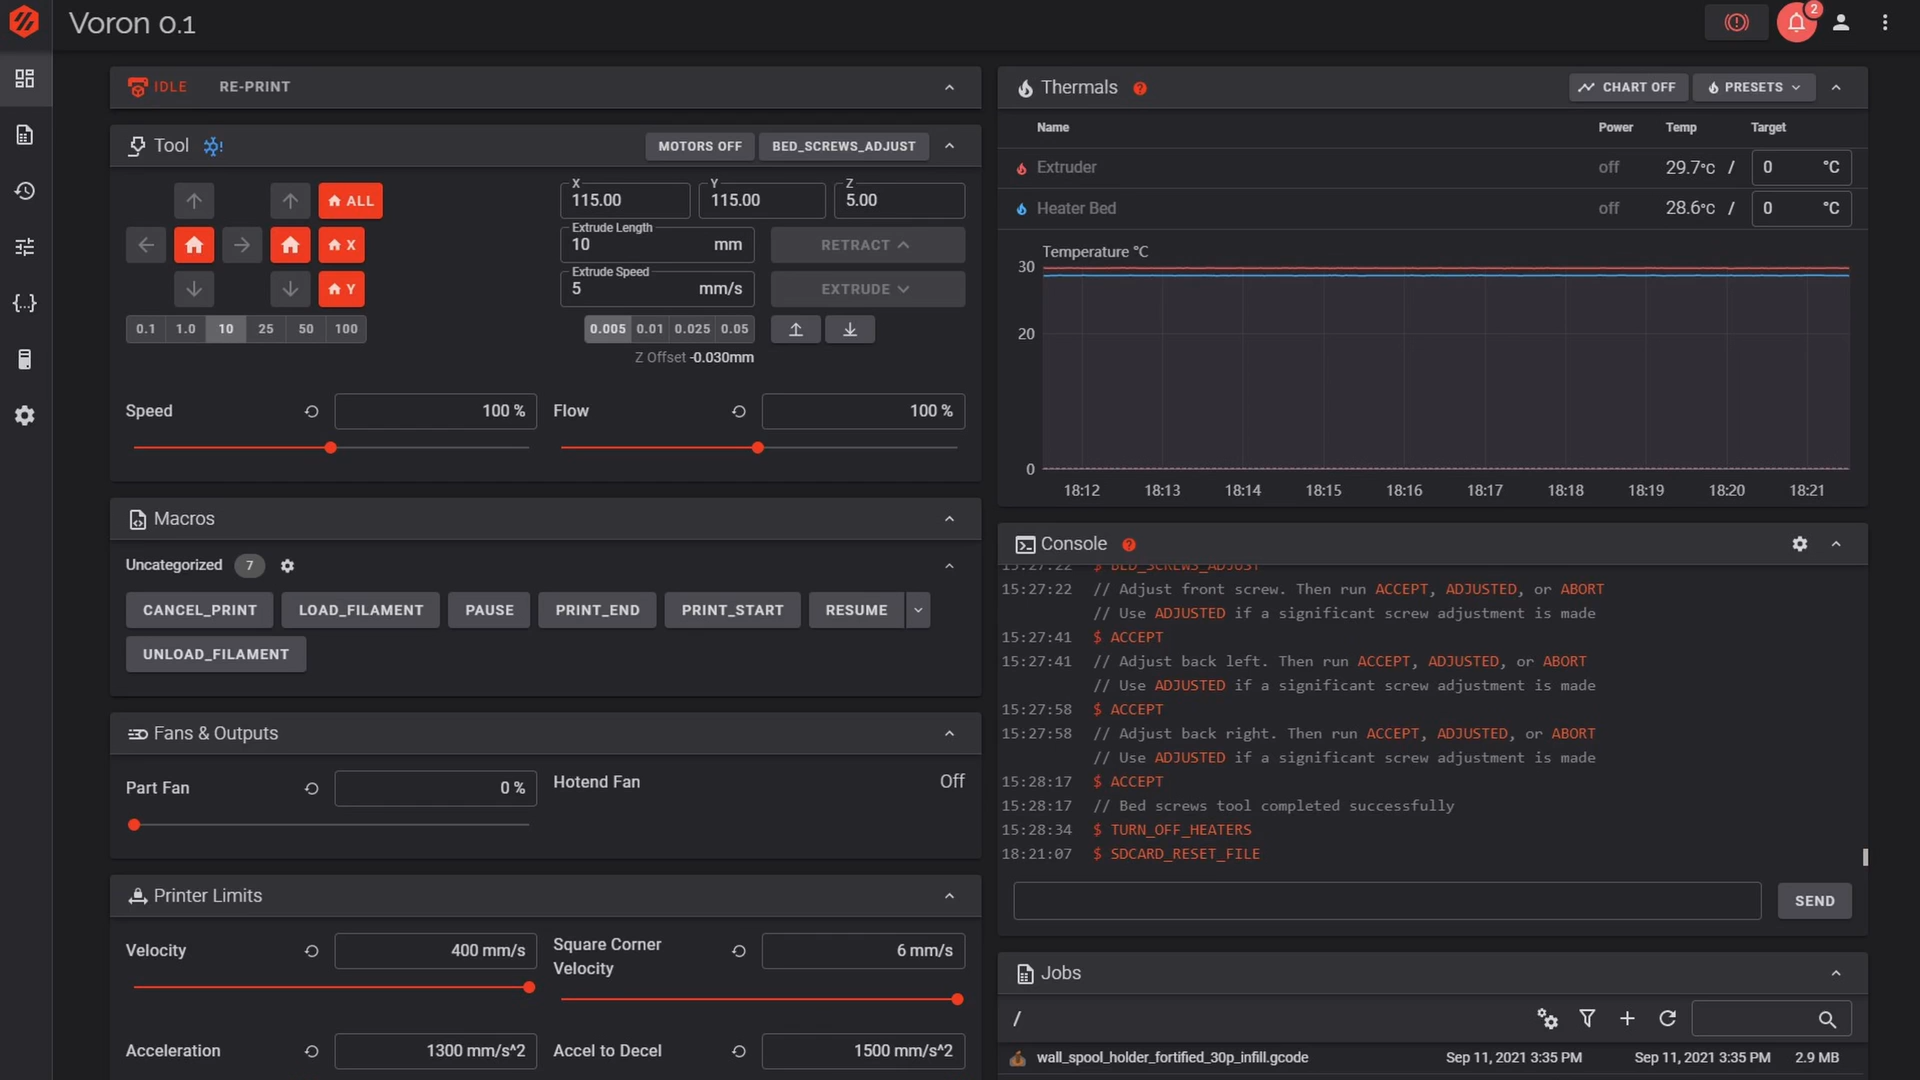 Voron 0.1
2
IDLE RE-PRINT
Tool MOTORS OFF BED_SCREWS_ADJUST
ALL
X
Y
0.1 1.0 10 25 50 100
X Y Z
115.00 115.00 5.00
Extrude Length
10 mm RETRACT
Extrude Speed
5 mm/s EXTRUDE
0.005 0.01 0.025 0.05
Z Offset -0.030mm
Speed 100 % Flow 100 %
Macros
Uncategorized 7
CANCEL_PRINT LOAD_FILAMENT PAUSE PRINT_END PRINT_START RESUME
UNLOAD_FILAMENT
Fans & Outputs
Part Fan 0 % Hotend Fan Off
Printer Limits
Velocity 400 mm/s Square Corner Velocity 6 mm/s
Acceleration 1300 mm/s^2 Accel to Decel 1500 mm/s^2
Thermals CHART OFF PRESETS
Name Power Temp Target
Extruder off 29.7°C / 0 °C
Heater Bed off 28.6°C / 0 °C
Temperature °C
30
20
0
18:12 18:13 18:14 18:15 18:16 18:17 18:18 18:19 18:20 18:21
Console
15:27:22 $ BED_SCREWS_ADJUST
15:27:22 // Adjust front screw. Then run ACCEPT, ADJUSTED, or ABORT
// Use ADJUSTED if a significant screw adjustment is made
15:27:41 $ ACCEPT
15:27:41 // Adjust back left. Then run ACCEPT, ADJUSTED, or ABORT
// Use ADJUSTED if a significant screw adjustment is made
15:27:58 $ ACCEPT
15:27:58 // Adjust back right. Then run ACCEPT, ADJUSTED, or ABORT
// Use ADJUSTED if a significant screw adjustment is made
15:28:17 $ ACCEPT
15:28:17 // Bed screws tool completed successfully
15:28:34 $ TURN_OFF_HEATERS
18:21:07 $ SDCARD_RESET_FILE
SEND
Jobs
/
wall_spool_holder_fortified_30p_infill.gcode Sep 11, 2021 3:35 PM Sep 11, 2021 3:35 PM 2.9 MB